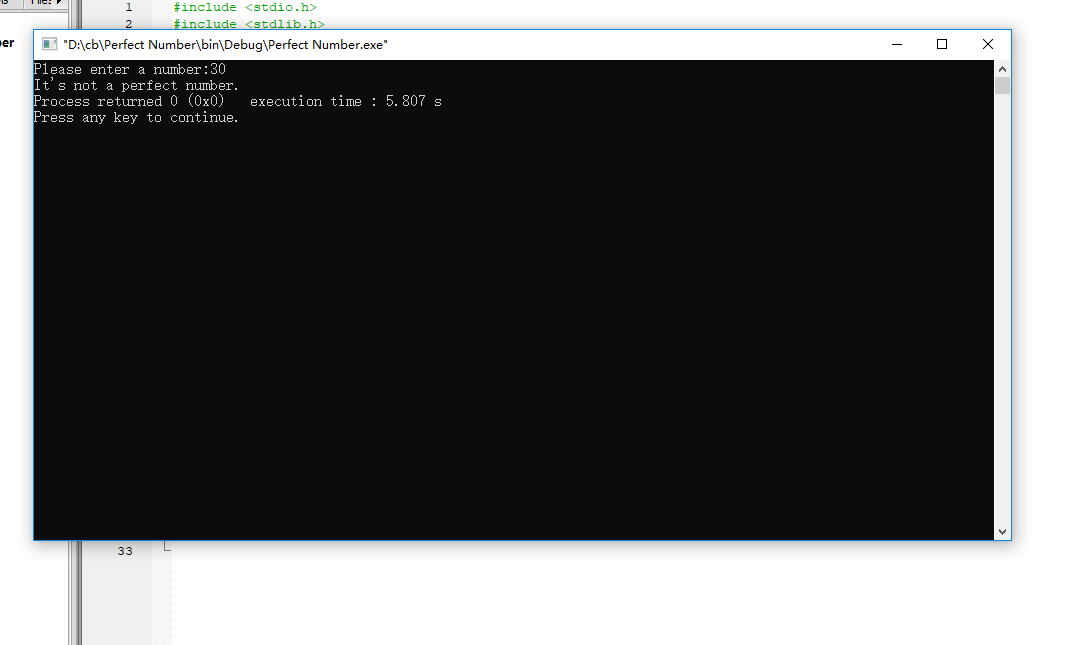 1 #include <stdio.h>
2 #include <stdlib.h>
"D:\cb\Perfect Number\bin\Debug\Perfect Number.exe"
Please enter a number:30
It's not a perfect number.
Process returned 0 (0x0)   execution time : 5.807 s
Press any key to continue.
33